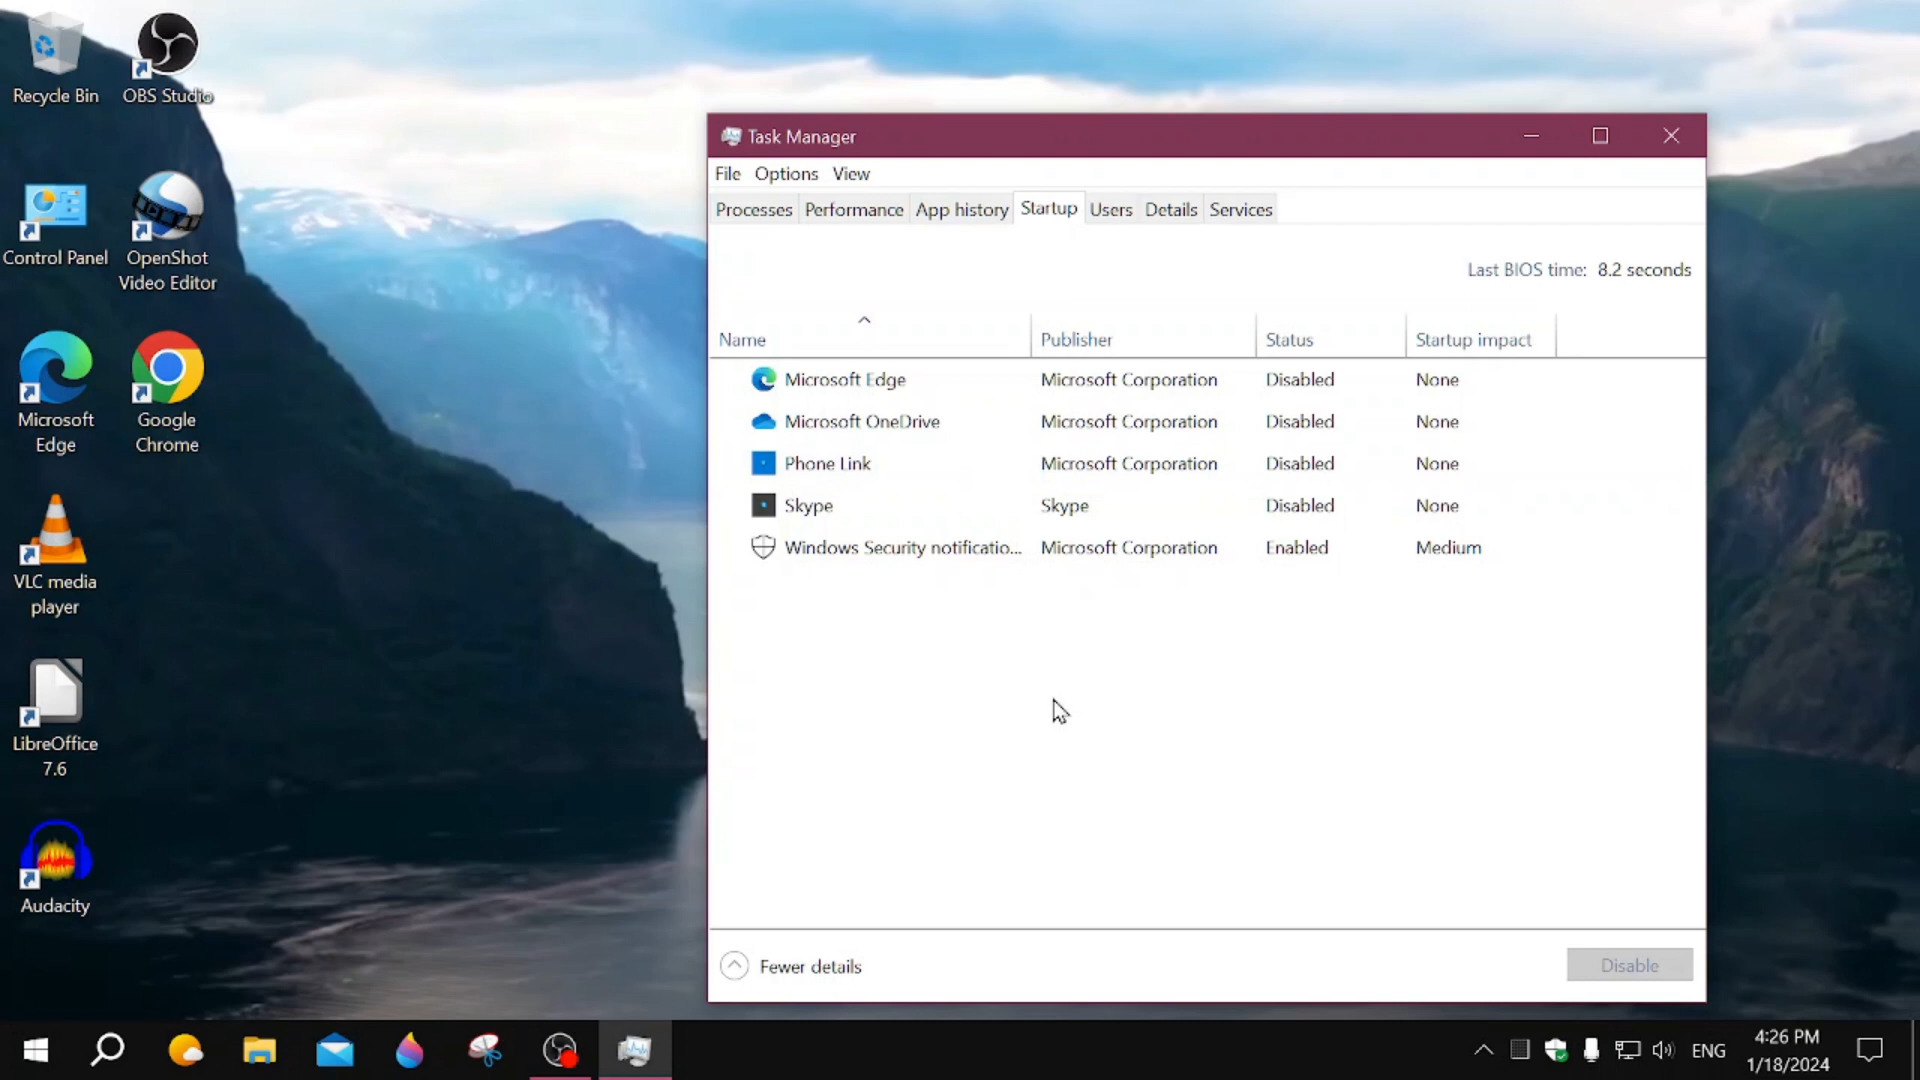 Recycle Bin
OBS Studio
Control Panel
OpenShot
Video Editor
Microsoft
Edge
Google
Chrome
VLC media
player
LibreOffice
7.6
Audacity
Task Manager
File Options View
Processes Performance App history Startup Users Details Services
Last BIOS time: 8.2 seconds
Name Publisher Status Startup impact
Microsoft Edge Microsoft Corporation Disabled None
Microsoft OneDrive Microsoft Corporation Disabled None
Phone Link Microsoft Corporation Disabled None
Skype Skype Disabled None
Windows Security notificatio... Microsoft Corporation Enabled Medium
Fewer details
Disable
ENG
4:26 PM
1/18/2024